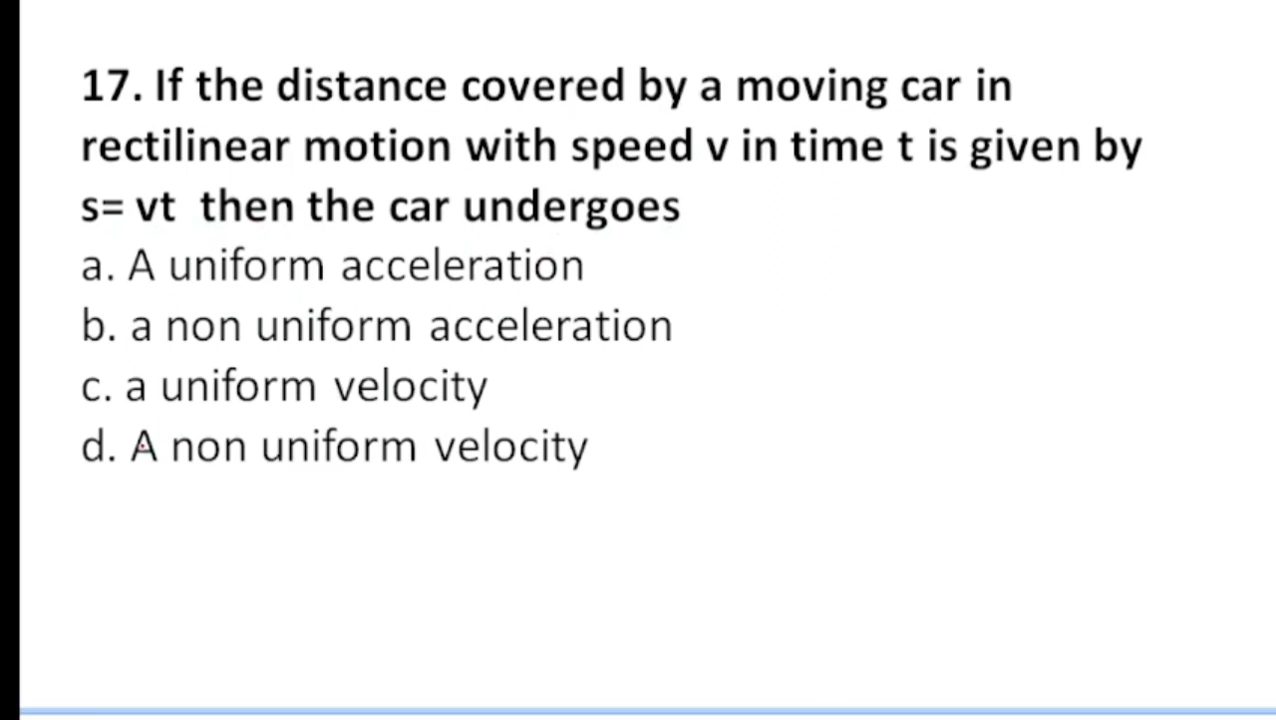 17. If the distance covered by a moving car in
rectilinear motion with speed v in time t is given by
s= vt then the car undergoes
a. A uniform acceleration
b. a non uniform acceleration
c. a uniform velocity
d. A non uniform velocity